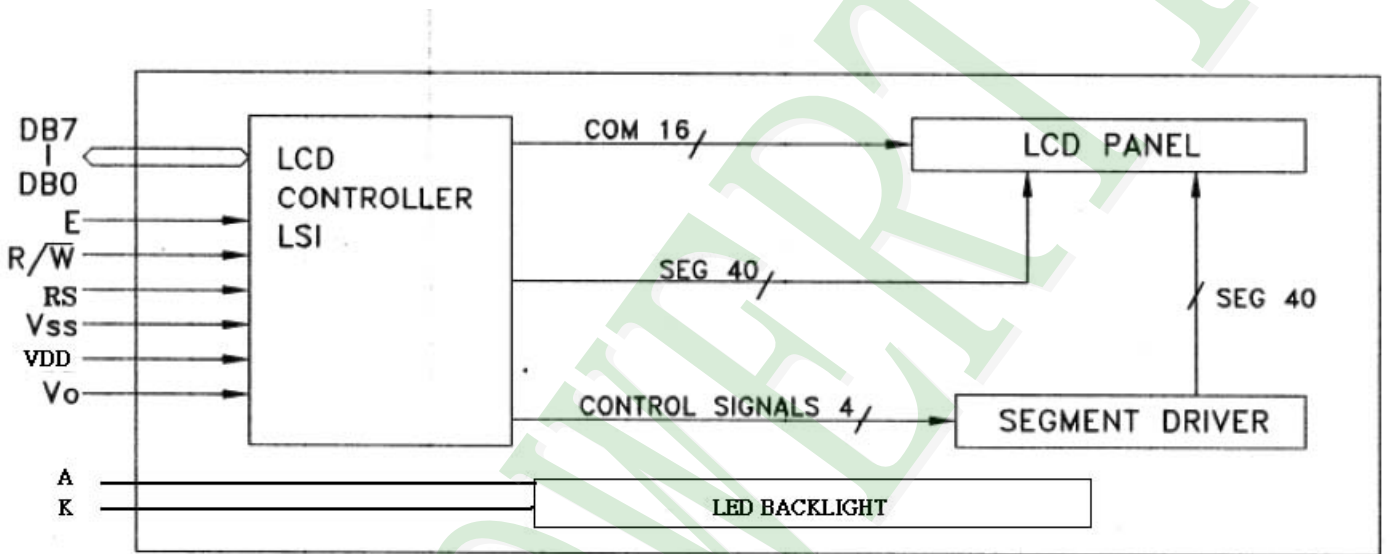 DB7
I
DB0
E
R/W̅
RS
Vss
VDD
Vo
A
K
LCD
CONTROLLER
LSI
COM 16
SEG 40
CONTROL SIGNALS 4
LCD PANEL
SEG 40
SEGMENT DRIVER
LED BACKLIGHT